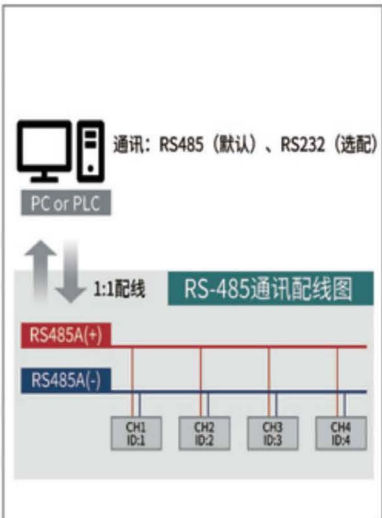 通讯：RS485（默认）、RS232（选配）
PC or PLC
1:1配线
RS-485通讯配线图
RS485A(+)
RS485A(-)
CH1
ID:1
CH2
ID:2
CH3
ID:3
CH4
ID:4